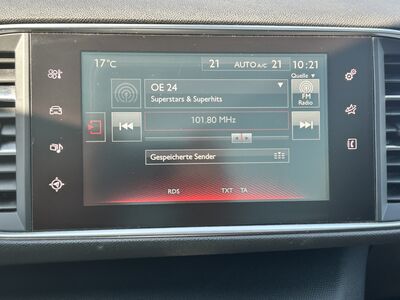 17°C 21 AUTO A/C 21 10:21
Quelle ▼
OE 24 ▼
Superstars & Superhits
FM
Radio
101.80 MHz
Gespeicherte Sender
RDS TXT TA